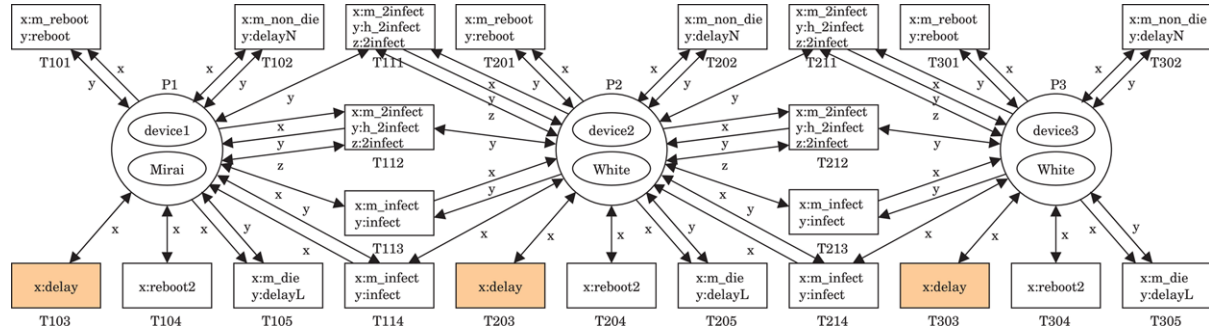 x:m_reboot
y:reboot
T101
x:m_non_die
y:delayN
T102
x:m_2infect
y:h_2infect
z:2infect
T111
x:m_reboot
y:reboot
T201
x:m_non_die
y:delayN
T202
x:m_2infect
y:h_2infect
z:2infect
T211
x:m_reboot
y:reboot
T301
x:m_non_die
y:delayN
T302
x
y
x
y
y
x
y
z
x
y
x
y
y
x
y
z
x
y
x
y
P1
device1
Mirai
P2
device2
White
P3
device3
White
x
y
z
x:m_2infect
y:h_2infect
z:2infect
T112
y
x
y
z
x:m_2infect
y:h_2infect
z:2infect
T212
y
x
y
x:m_infect
y:infect
T113
x
y
x
y
x:m_infect
y:infect
T213
x
y
x
x
x
y
x
x
x
x
x
y
x
x
x
x
x
y
x:delay
T103
x:reboot2
T104
x:m_die
y:delayL
T105
x:m_infect
y:infect
T114
x:delay
T203
x:reboot2
T204
x:m_die
y:delayL
T205
x:m_infect
y:infect
T214
x:delay
T303
x:reboot2
T304
x:m_die
y:delayL
T305